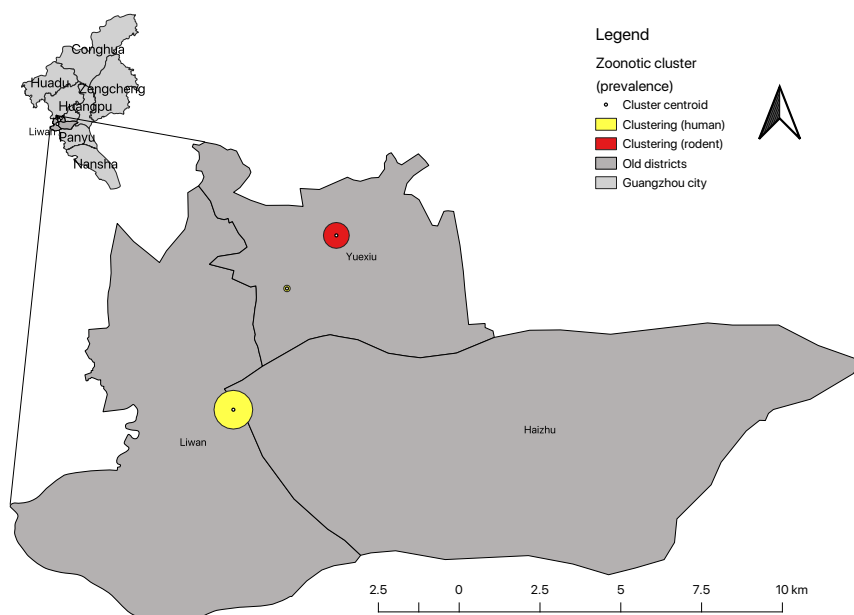 Legend
Zoonotic cluster
(prevalence)
Cluster centroid
Clustering (human)
Clustering (rodent)
Old districts
Guangzhou city
Conghua
Huadu
Zengcheng
Huangpu
Liwan
Panyu
Nansha
Yuexiu
Haizhu
Liwan
2.5 0 2.5 5 7.5 10 km